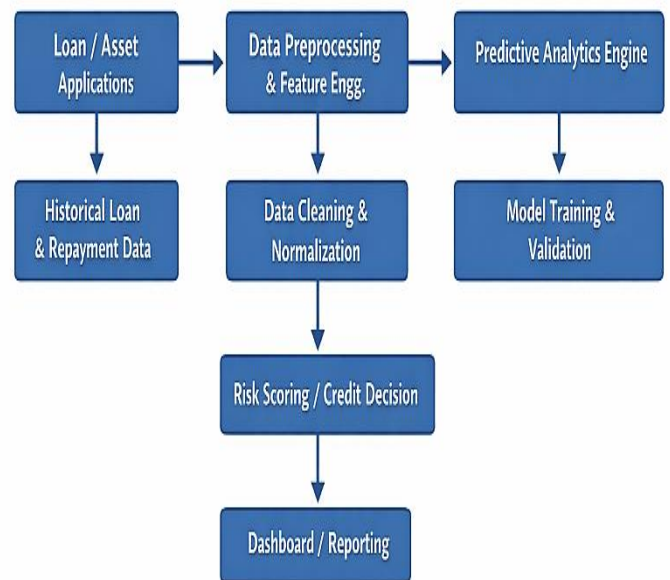 Loan / Asset
Applications
Data Preprocessing
& Feature Engg.
Predictive Analytics Engine
Historical Loan
& Repayment Data
Data Cleaning &
Normalization
Model Training &
Validation
Risk Scoring / Credit Decision
Dashboard / Reporting